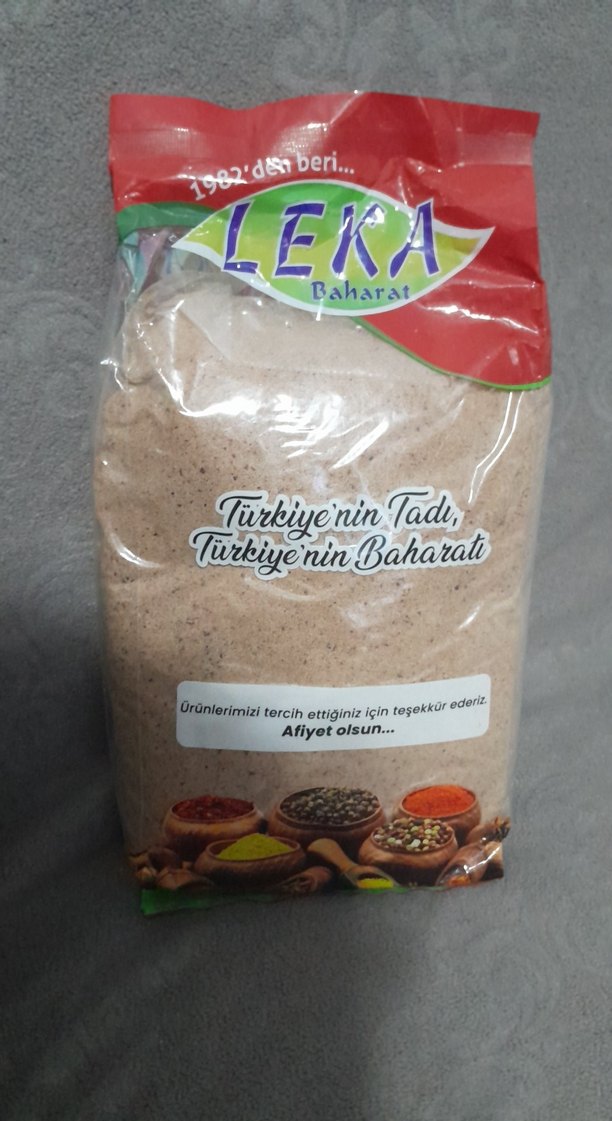 1982'den beri...
LEKA
Baharat
Türkiye'nin Tadı,
Türkiye'nin Baharatı
Ürünlerimizi tercih ettiğiniz için teşekkür ederiz.
Afiyet olsun...